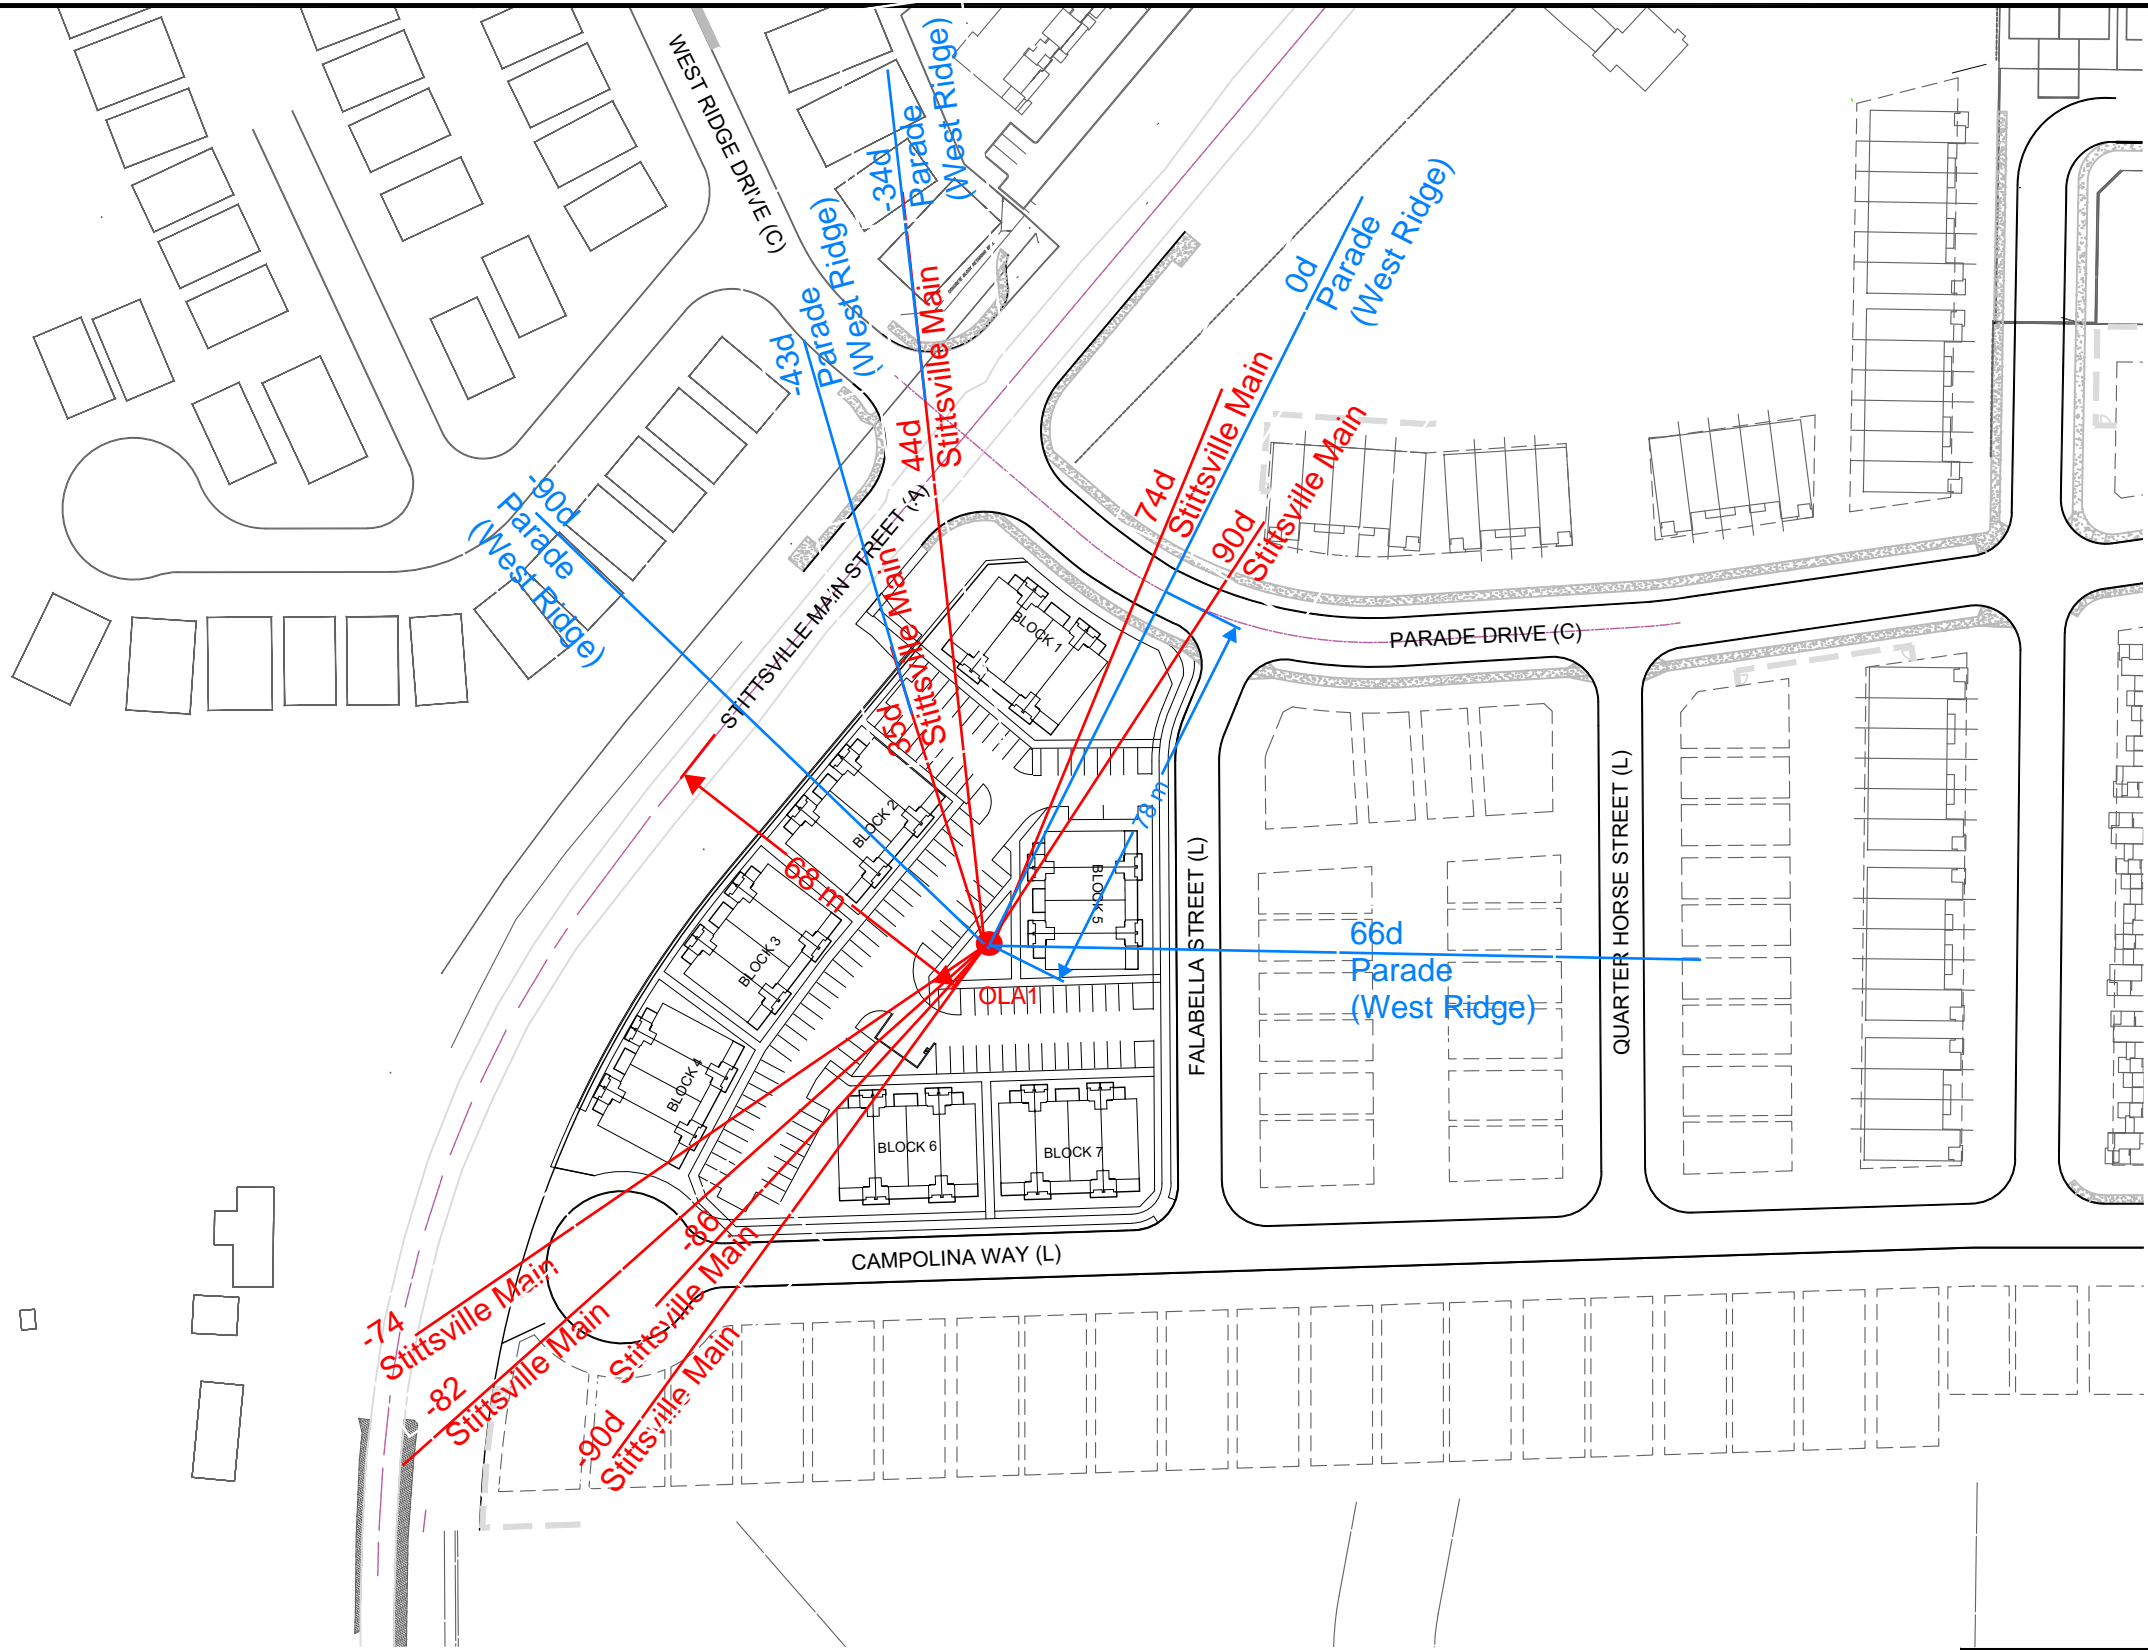 WEST RIDGE DRIVE (C)
-34d
Parade
(West Ridge)
-43d
Parade
(West Ridge)
0d
Parade
(West Ridge)
44d
Stittsville Main
74d
Stittsville Main
90d
Stittsville Main
-90d
Parade
(West Ridge)
STITTSVILLE MAIN STREET (A)
35d
Stittsville Main
BLOCK 1
PARADE DRIVE (C)
78 m
BLOCK 2
68 m
BLOCK 5
BLOCK 3
FALABELLA STREET (L)
QUARTER HORSE STREET (L)
66d
Parade
(West Ridge)
OLA1
BLOCK 4
BLOCK 6
BLOCK 7
CAMPOLINA WAY (L)
-74
Stittsville Main
-82
Stittsville Main
-86
Stittsville Main
-90d
Stittsville Main